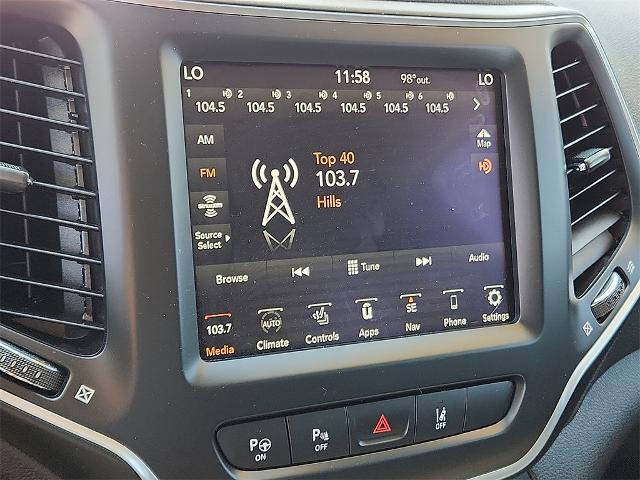 LO 11:58 98°out. LO
1 2 3 4 5 6
104.5 104.5 104.5 104.5 104.5 104.5
AM
Map
FM
Top 40
103.7
Hills
SiriusXM
Source
Select
Browse Tune Audio
103.7 AUTO SE
Media Climate Controls Apps Nav Phone Settings
P ON
P OFF
OFF